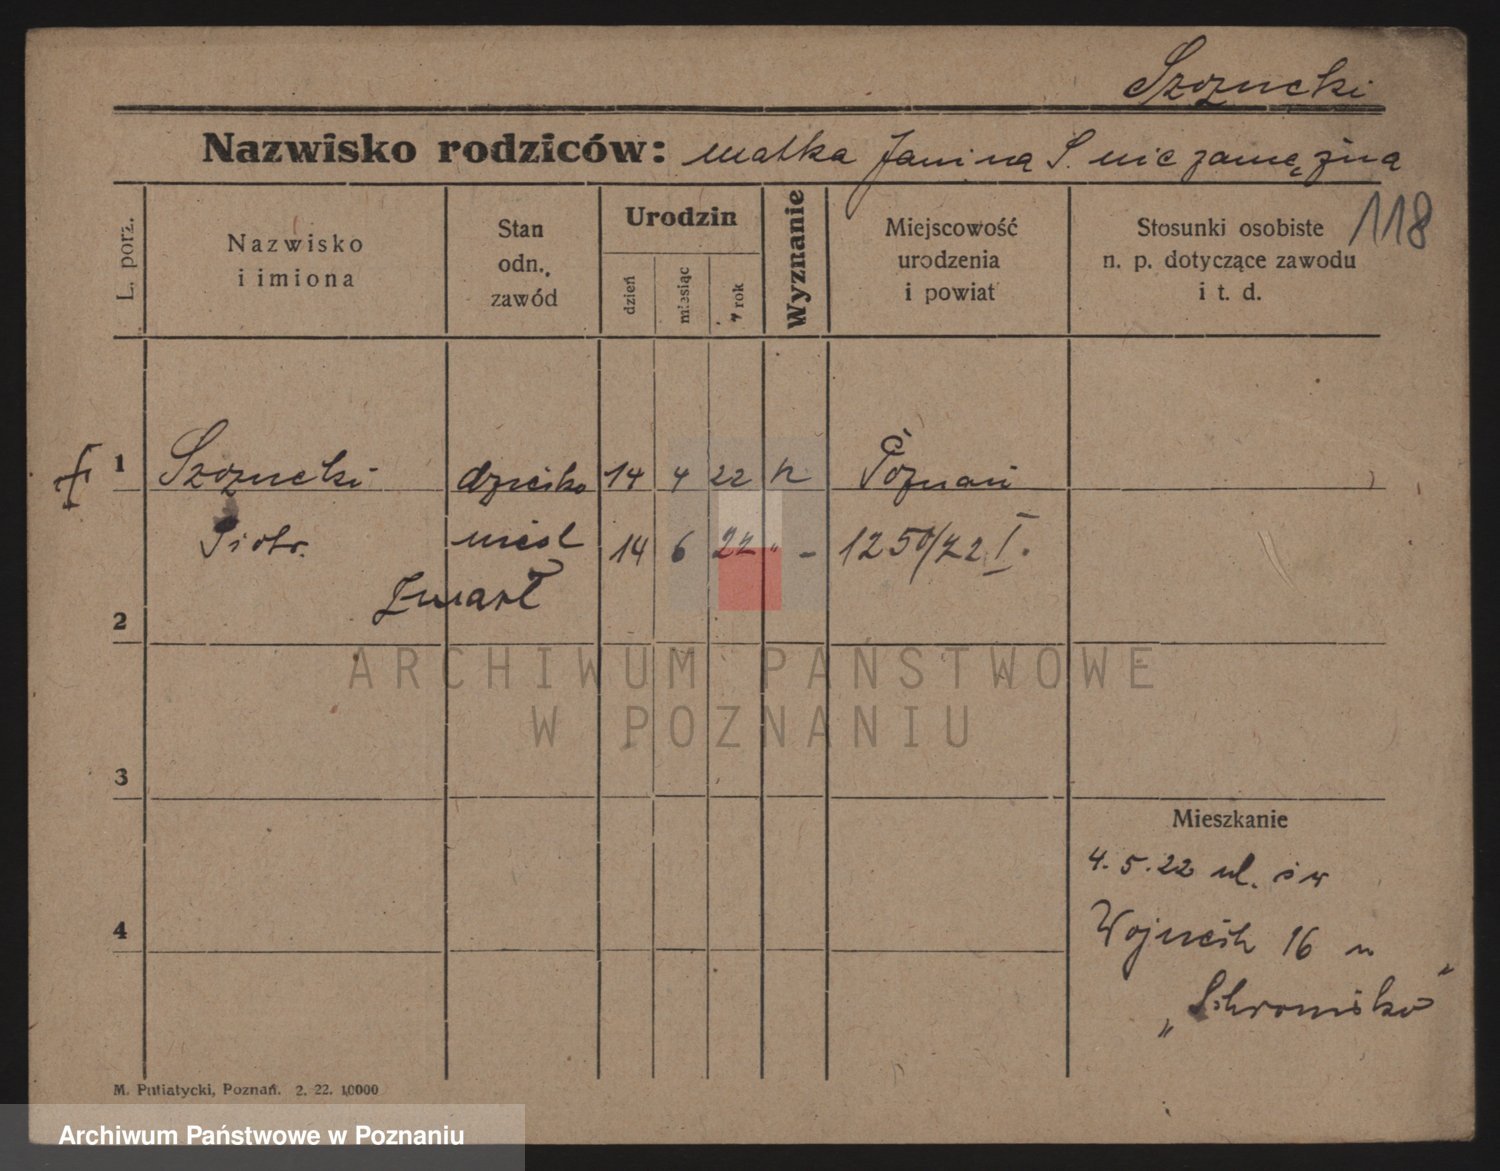 Szczucki
Nazwisko rodziców: matka Janina S. niezamężna
118
L. porz.
Nazwisko
i imiona
Stan
odn.
zawód
Urodzin
dzień
miesiąc
rok
Wyznanie
Miejscowość
urodzenia
i powiat
Stosunki osobiste
n. p. dotyczące zawodu
i t. d.
1 Szczucki dziecko 14 4 22 k Poznań
Piotr. nieśl 14 6 22 " - /22 I.
Zmarł
2
ARCHIWUM PAŃSTWOWE
W POZNANIU
3
Mieszkanie
4. 5. 22 ul. św
4 Wojciech 16 w
„Schronisko"
M. Putiatycki, Poznań. 2. 22. 10000
Archiwum Państwowe w Poznaniu